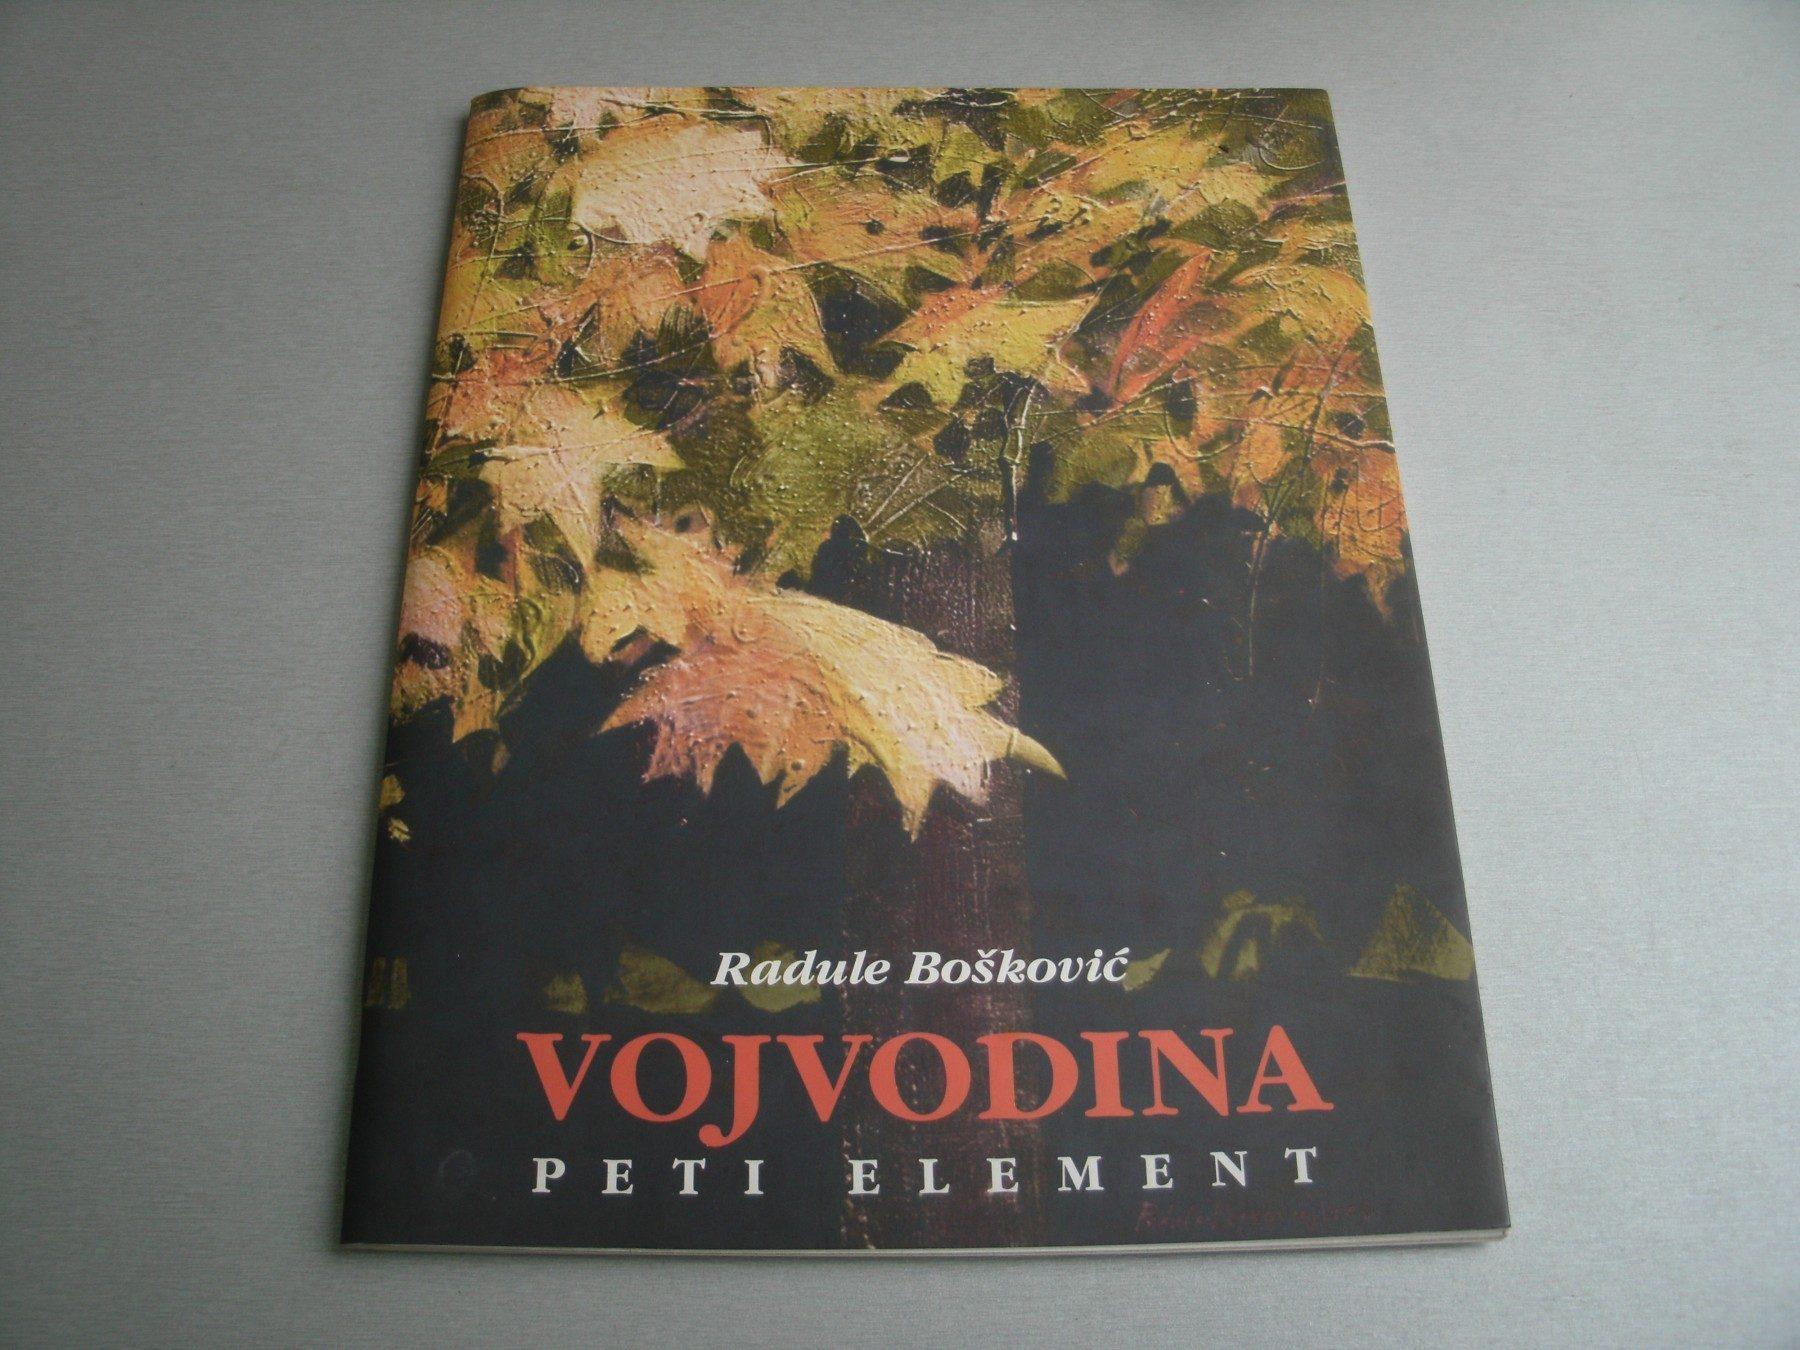 Radule Bošković
VOJVODINA
PETI ELEMENT